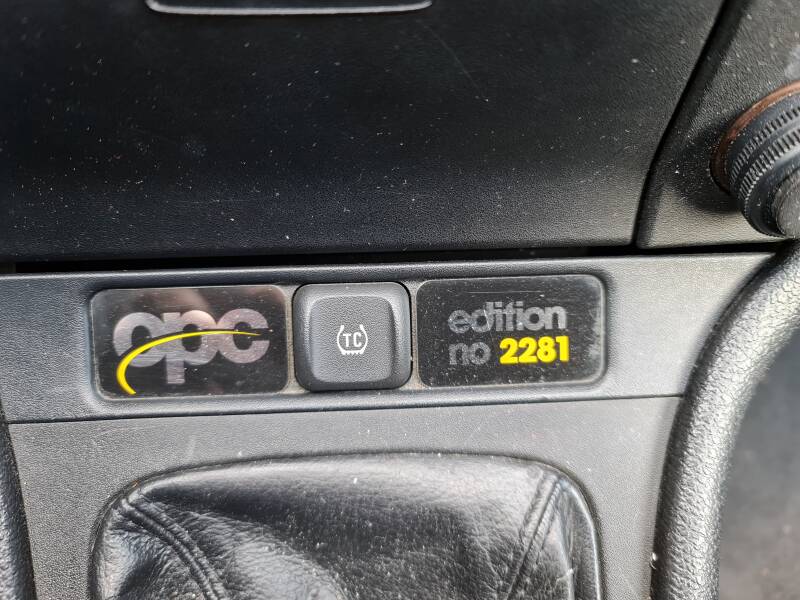 opc
TC
edition
no 2281